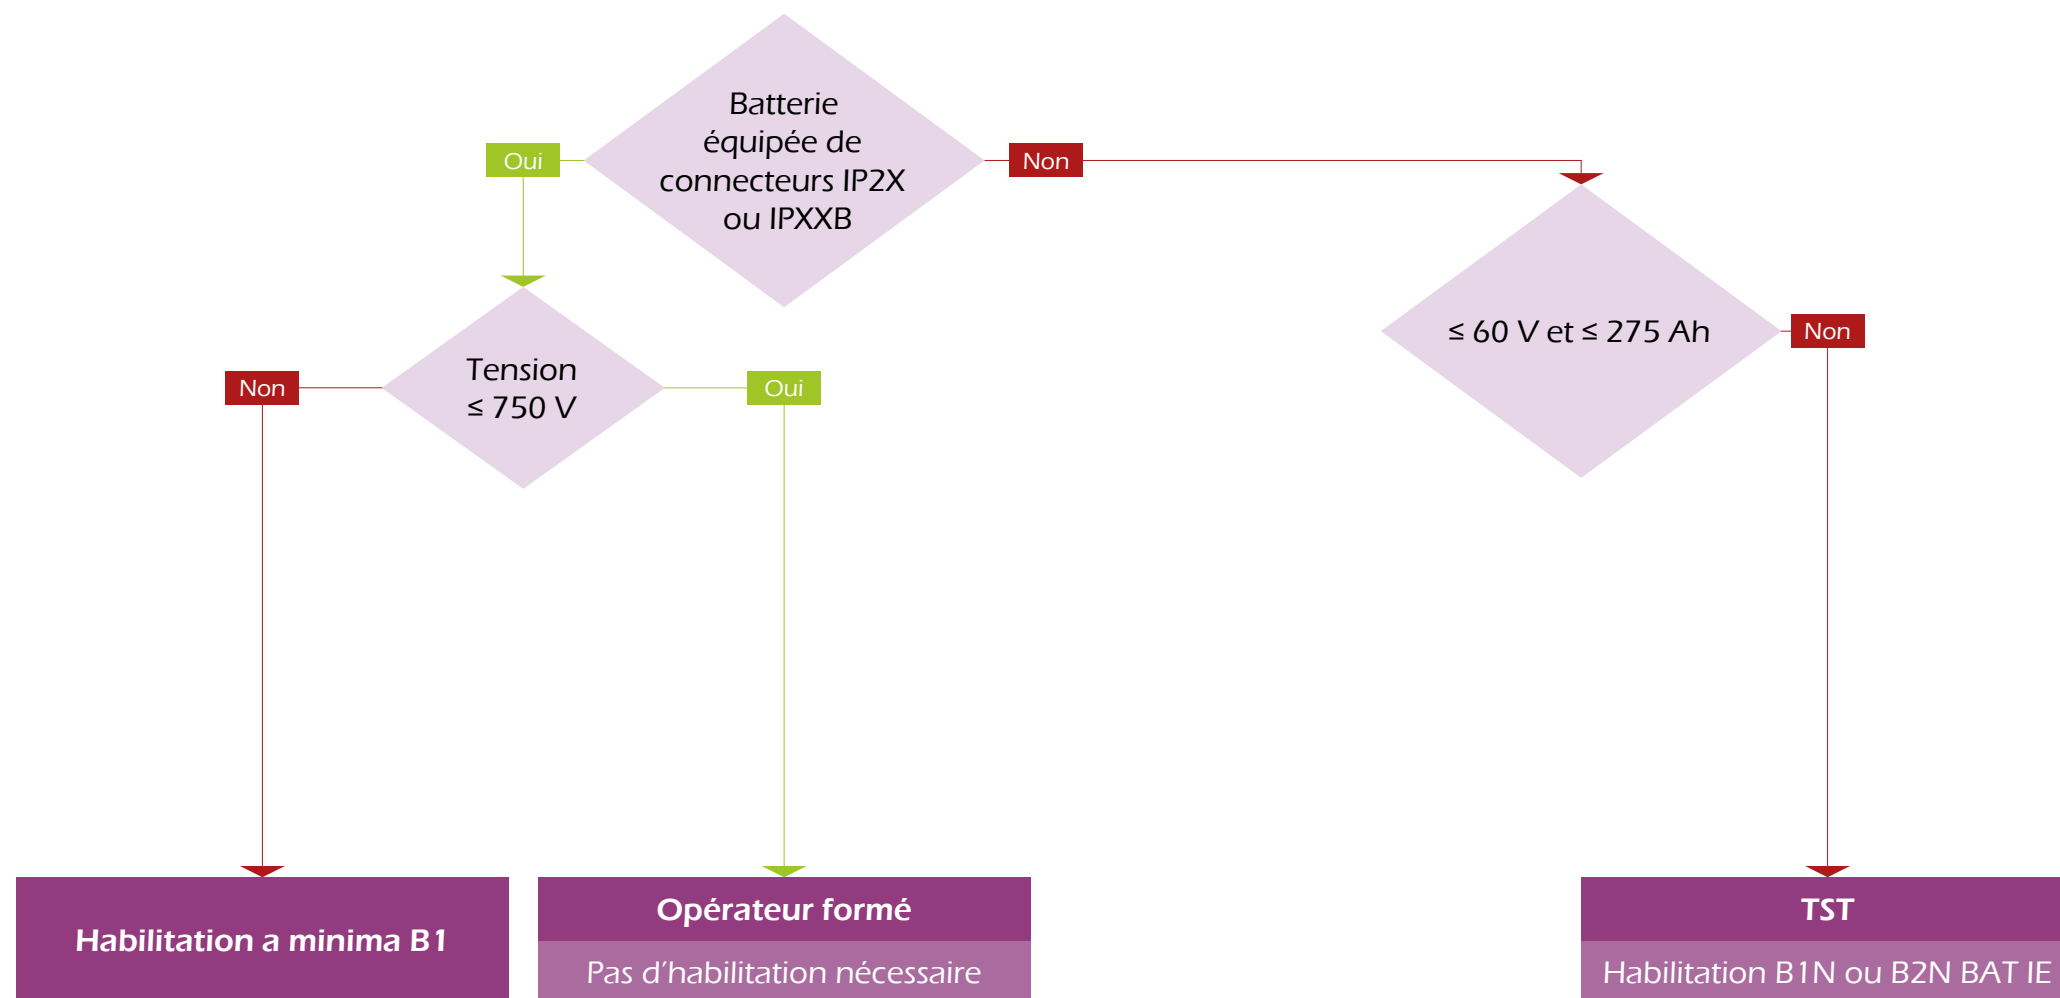 Batterie
équipée de
connecteurs IP2X
ou IPXXB
Oui
Non
≤ 60 V et ≤ 275 Ah
Non
Tension
≤ 750 V
Non
Oui
Habilitation a minima B1
Opérateur formé
Pas d’habilitation nécessaire
TST
Habilitation B1N ou B2N BAT IE